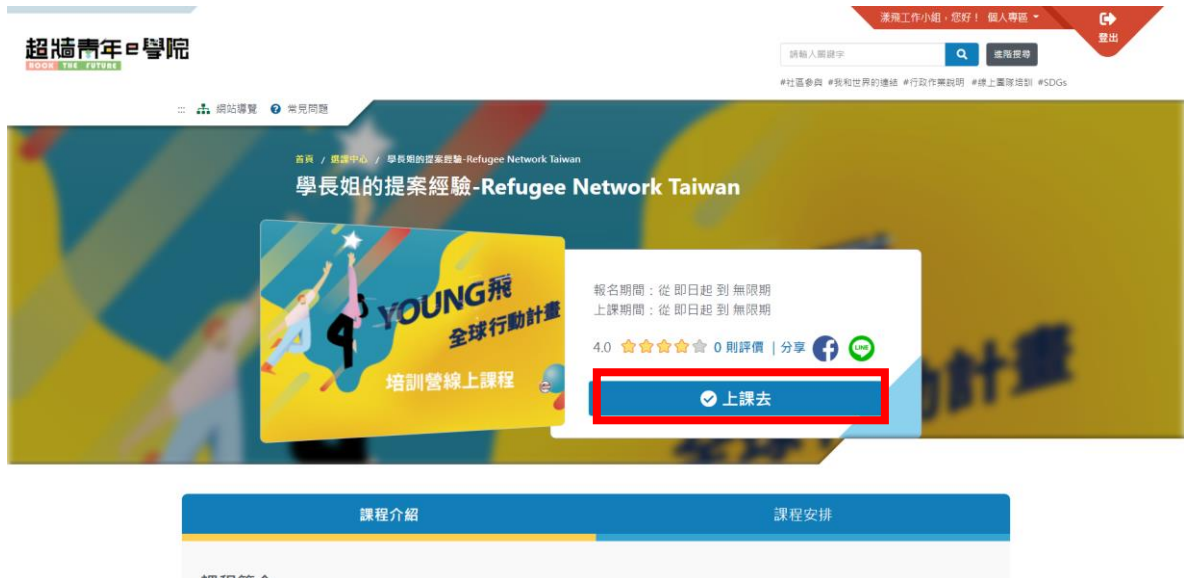 漾飛工作小組，您好！ 個人專區
登出
超牆青年e學院
BOOK THE FUTURE
請輸入關鍵字
進階搜尋
#社區參與 #我和世界的連結 #行政作業說明 #線上團隊培訓 #SDGs
::: 網站導覽 常見問題
首頁 / 選課中心 / 學長姐的提案經驗-Refugee Network Taiwan
學長姐的提案經驗-Refugee Network Taiwan
YOUNG飛
全球行動計畫
培訓營線上課程
報名期間：從 即日起 到 無限期
上課期間：從 即日起 到 無限期
4.0 0 則評價 | 分享 LINE
上課去
課程介紹
課程安排